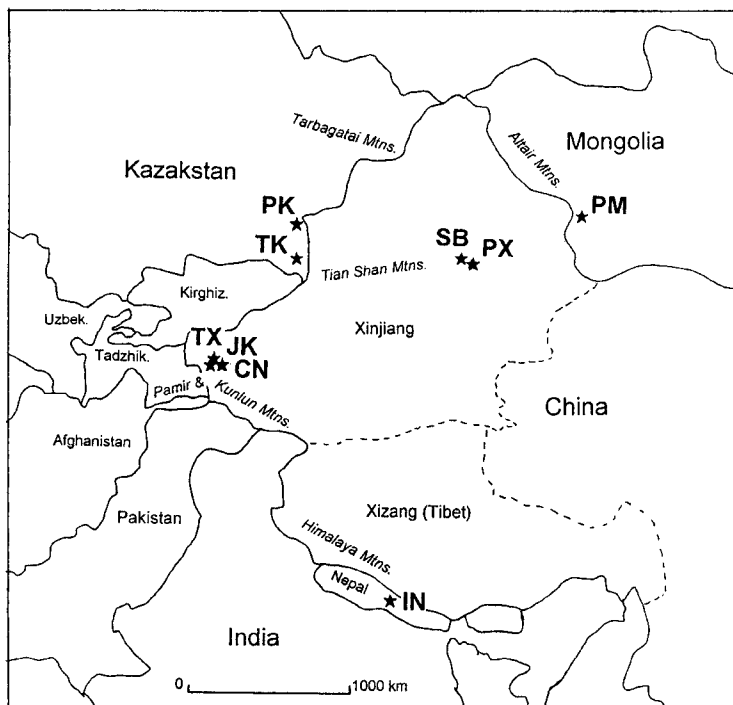 Tarbagatai Mtns.
Altair Mtns.
Mongolia
Kazakstan
PK
PM
TK
SB
PX
Tian Shan Mtns.
Kirghiz.
Uzbek.
Xinjiang
TX
JK
Tadzhik.
CN
Pamir &
Kunlun Mtns.
China
Afghanistan
Pakistan
Xizang (Tibet)
Himalaya Mtns.
Nepal
IN
India
0
1000 km